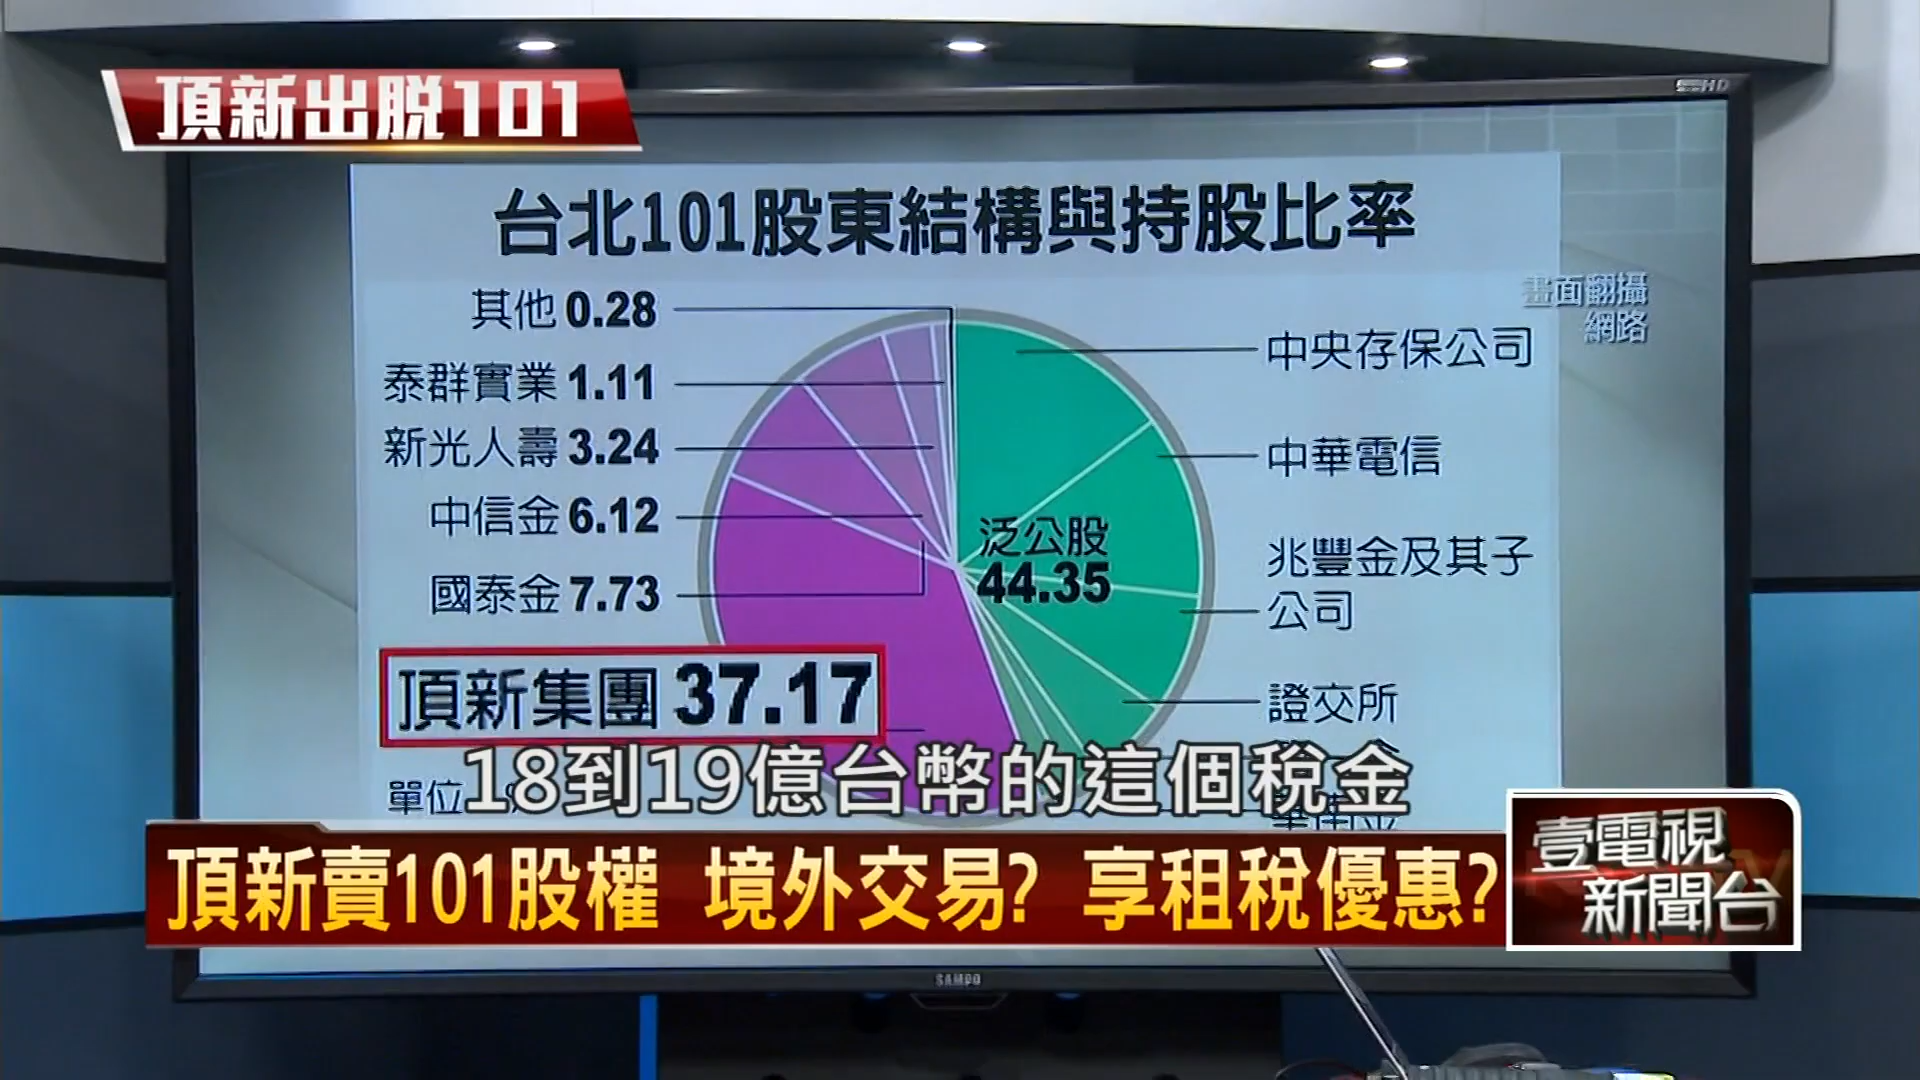 頂新出脱101
HD
台北101股東結構與持股比率
畫面翻攝
網路
其他 0.28
泰群實業 1.11
新光人壽 3.24
中信金 6.12
國泰金 7.73
頂新集團 37.17
單位
泛公股
44.35
中央存保公司
中華電信
兆豐金及其子
公司
證交所
18到19億台幣的這個稅金
頂新賣101股權 境外交易? 享租稅優惠?
壹電視
新聞台
SAMPO